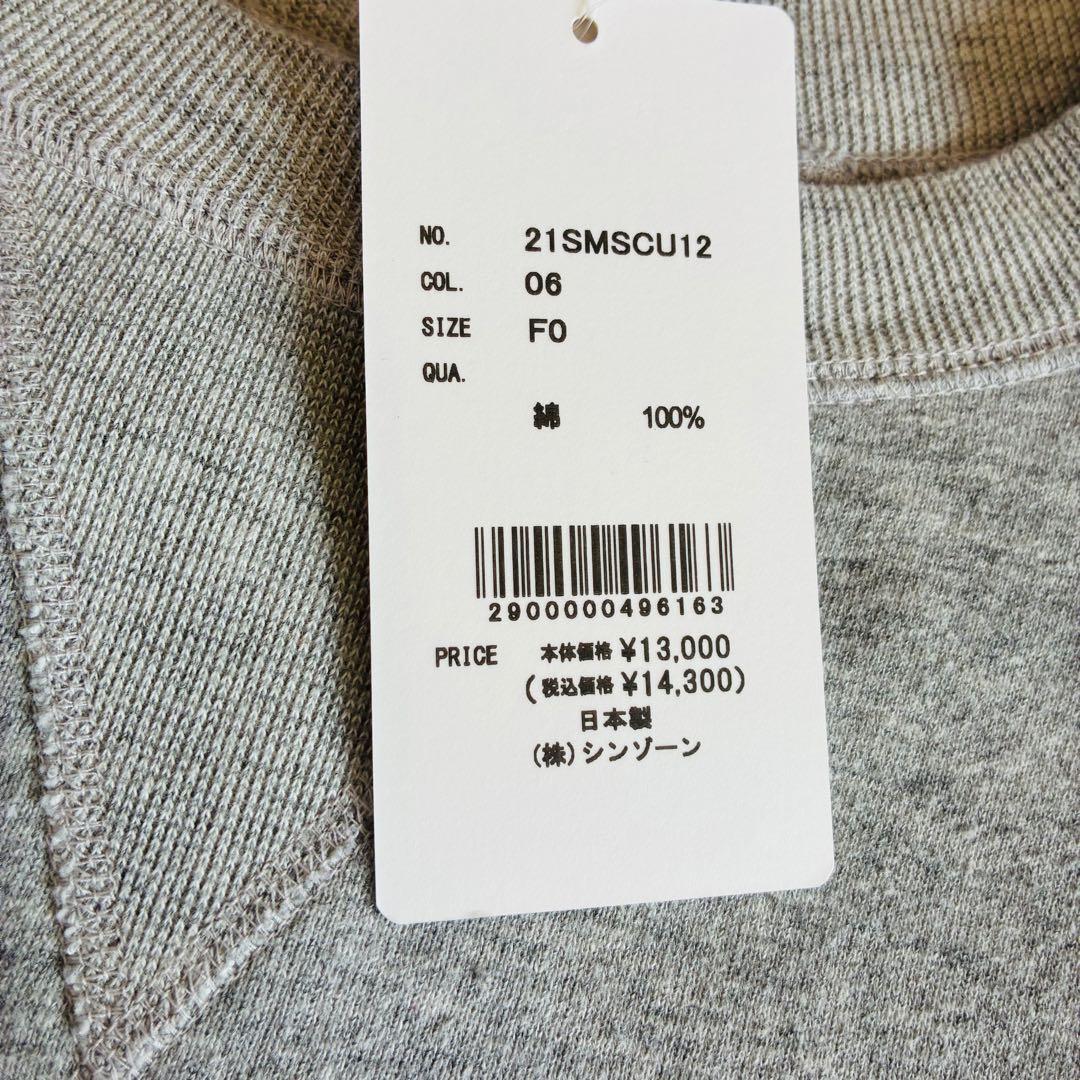 NO. 21SMSCU12
COL. 06
SIZE F0
QUA.
綿 100%
2900000496163
PRICE 本体価格 ¥13,000
(税込価格 ¥14,300)
日本製
(株)シンゾーン